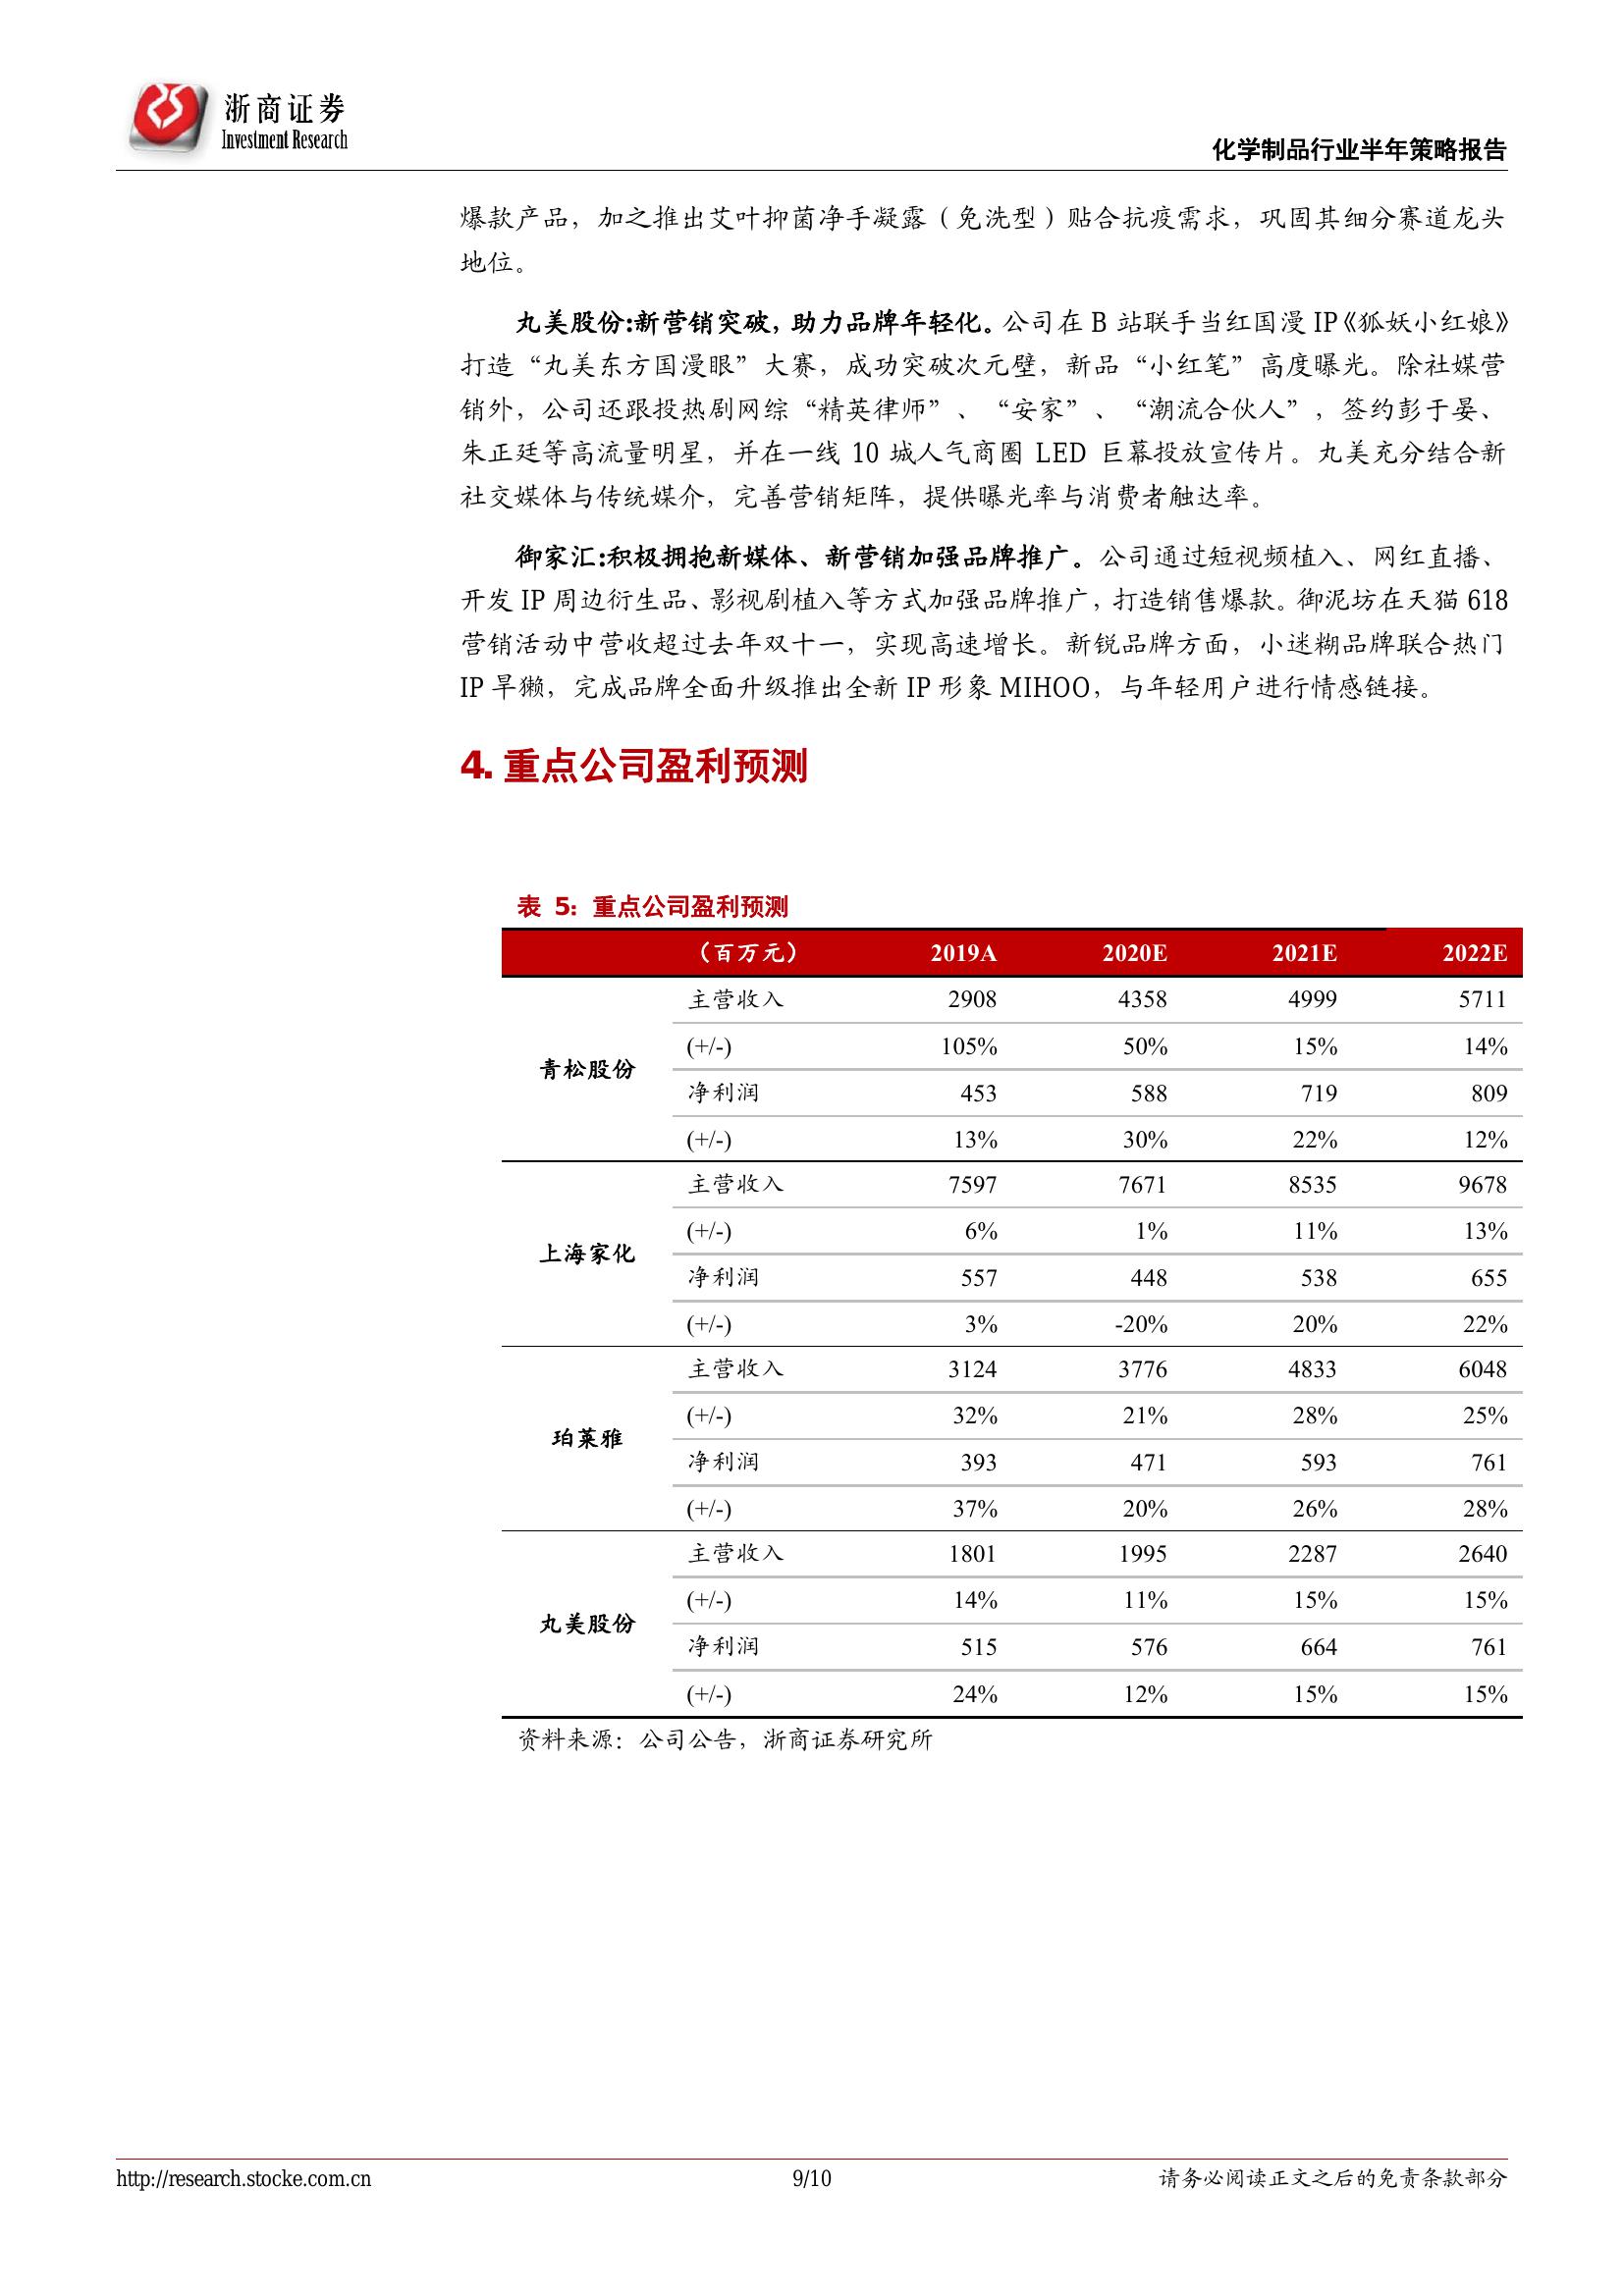 浙商证券
Investment Research
化学制品行业半年策略报告
爆款产品，加之推出艾叶抑菌净手凝露（免洗型）贴合抗疫需求，巩固其细分赛道龙头
地位。
丸美股份:新营销突破，助力品牌年轻化。公司在 B 站联手当红国漫 IP《狐妖小红娘》
打造“丸美东方国漫眼”大赛，成功突破次元壁，新品“小红笔”高度曝光。除社媒营
销外，公司还跟投热剧网综“精英律师”、“安家”、“潮流合伙人”，签约彭于晏、
朱正廷等高流量明星，并在一线 10 城人气商圈 LED 巨幕投放宣传片。丸美充分结合新
社交媒体与传统媒介，完善营销矩阵，提供曝光率与消费者触达率。
御家汇:积极拥抱新媒体、新营销加强品牌推广。公司通过短视频植入、网红直播、
开发 IP 周边衍生品、影视剧植入等方式加强品牌推广，打造销售爆款。御泥坊在天猫 618
营销活动中营收超过去年双十一，实现高速增长。新锐品牌方面，小迷糊品牌联合热门
IP 旱獭，完成品牌全面升级推出全新 IP 形象 MIHOO，与年轻用户进行情感链接。
4. 重点公司盈利预测
表 5：重点公司盈利预测
（百万元） 2019A 2020E 2021E 2022E
主营收入 2908 4358 4999 5711
(+/-) 105% 50% 15% 14%
青松股份
净利润 453 588 719 809
(+/-) 13% 30% 22% 12%
主营收入 7597 7671 8535 9678
(+/-) 6% 1% 11% 13%
上海家化
净利润 557 448 538 655
(+/-) 3% -20% 20% 22%
主营收入 3124 3776 4833 6048
(+/-) 32% 21% 28% 25%
珀莱雅
净利润 393 471 593 761
(+/-) 37% 20% 26% 28%
主营收入 1801 1995 2287 2640
(+/-) 14% 11% 15% 15%
丸美股份
净利润 515 576 664 761
(+/-) 24% 12% 15% 15%
资料来源：公司公告，浙商证券研究所
http://research.stocke.com.cn 9/10 请务必阅读正文之后的免责条款部分